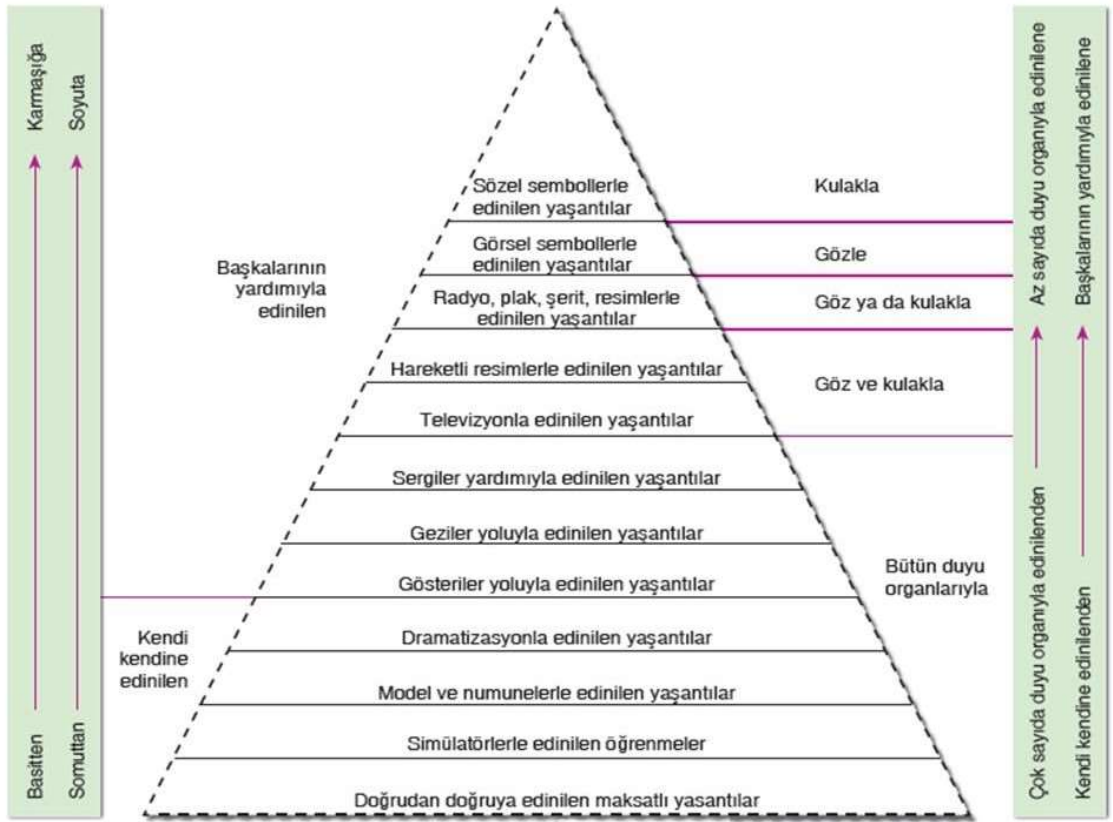 Karmaşığa
Soyuta
Basitten
Somuttan
Başkalarının
yardımıyla
edinilen
Kendi
kendine
edinilen
Sözel sembollerle
edinilen yaşantılar
Görsel sembollerle
edinilen yaşantılar
Radyo, plak, şerit, resimlerle
edinilen yaşantılar
Hareketli resimlerle edinilen yaşantılar
Televizyonla edinilen yaşantılar
Sergiler yardımıyla edinilen yaşantılar
Geziler yoluyla edinilen yaşantılar
Gösteriler yoluyla edinilen yaşantılar
Dramatizasyonla edinilen yaşantılar
Model ve numunelerle edinilen yaşantılar
Simülatörlerle edinilen öğrenmeler
Doğrudan doğruya edinilen maksatlı yasantılar
Kulakla
Gözle
Göz ya da kulakla
Göz ve kulakla
Bütün duyu
organlarıyla
Az sayıda duyu organıyla edinilene
Başkalarının yardımıyla edinilene
Çok sayıda duyu organıyla edinilenden
Kendi kendine edinilenden